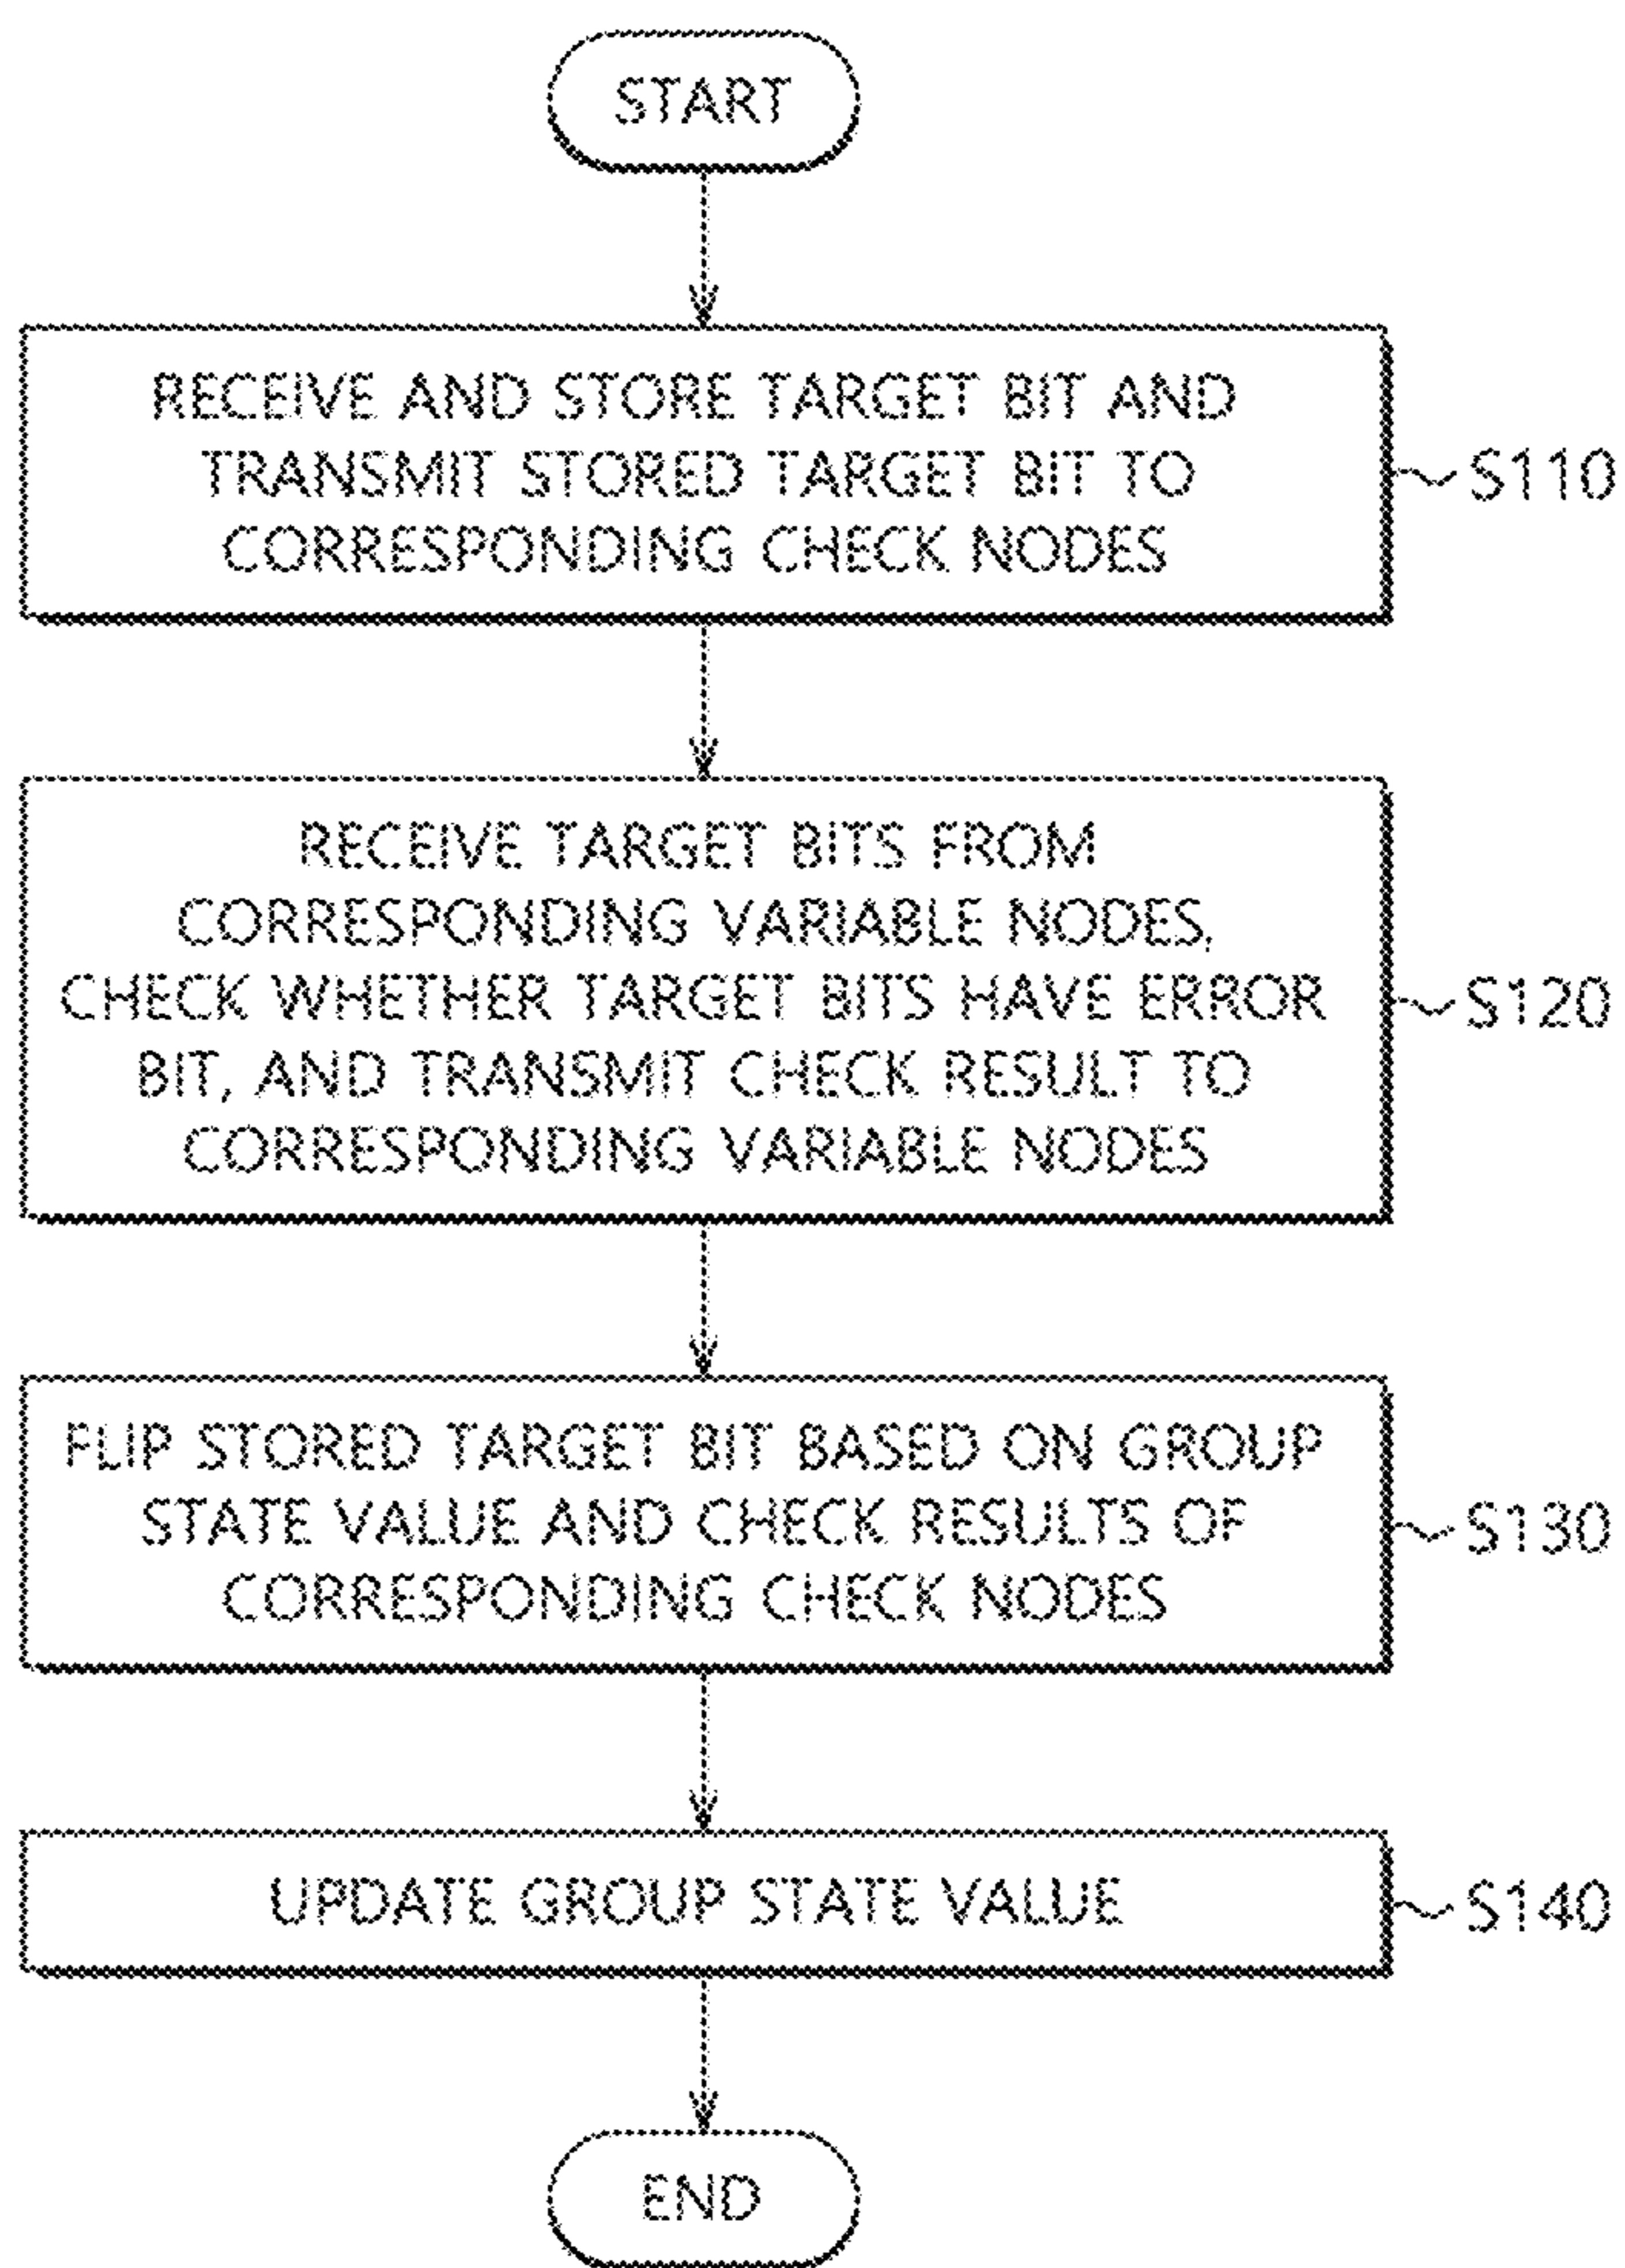 START
RECEIVE AND STORE TARGET BIT AND
TRANSMIT STORED TARGET BIT TO
CORRESPONDING CHECK NODES
S110
RECEIVE TARGET BITS FROM
CORRESPONDING VARIABLE NODES,
CHECK WHETHER TARGET BITS HAVE ERROR
BIT, AND TRANSMIT CHECK RESULT TO
CORRESPONDING VARIABLE NODES
S120
FLIP STORED TARGET BIT BASED ON GROUP
STATE VALUE AND CHECK RESULTS OF
CORRESPONDING CHECK NODES
S130
UPDATE GROUP STATE VALUE
S140
END